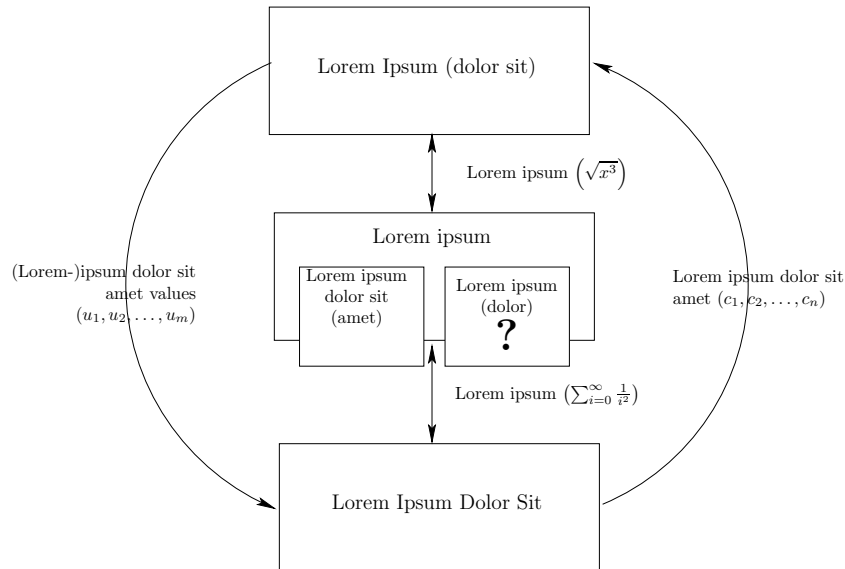 Lorem Ipsum (dolor sit)
Lorem ipsum (√x³)
Lorem ipsum
(Lorem-)ipsum dolor sit
amet values
(u₁, u₂, . . . , uₘ)
Lorem ipsum
dolor sit
(amet)
Lorem ipsum
(dolor)
?
Lorem ipsum dolor sit
amet (c₁, c₂, . . . , cₙ)
Lorem ipsum (∑_{i=0}^{∞} 1/i²)
Lorem Ipsum Dolor Sit